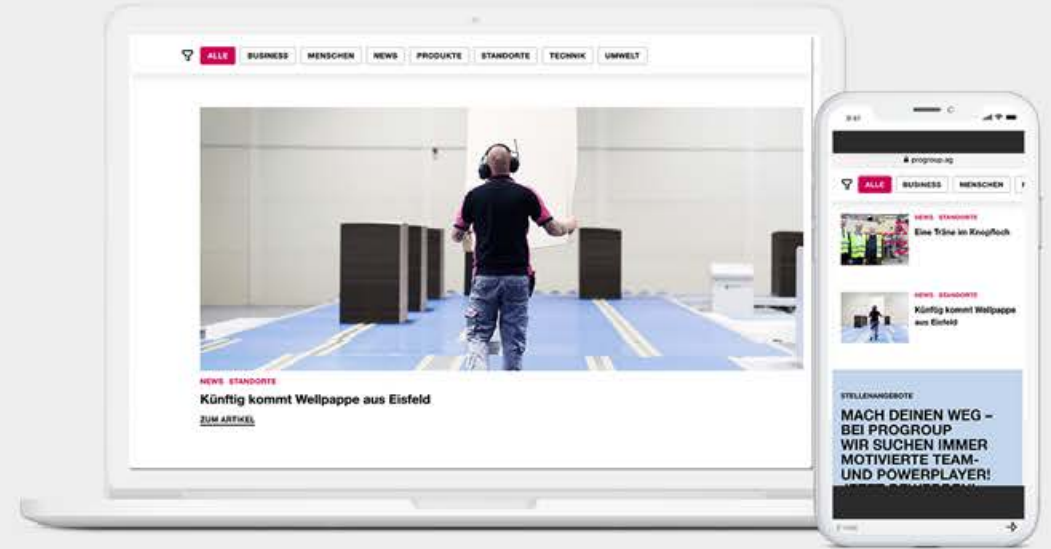 ALLE
BUSINESS
MENSCHEN
NEWS
PRODUKTE
STANDORTE
TECHNIK
UMWELT
NEWS STANDORTE
Künftig kommt Wellpappe aus Eisfeld
ZUM ARTIKEL
9:41
progroup.ag
ALLE
BUSINESS
MENSCHEN
NEWS STANDORTE
Eine Träne im Knopfloch
NEWS STANDORTE
Künftig kommt Wellpappe
aus Eisfeld
STELLENANGEBOTE
MACH DEINEN WEG –
BEI PROGROUP
WIR SUCHEN IMMER
MOTIVIERTE TEAM-
UND POWERPLAYER!